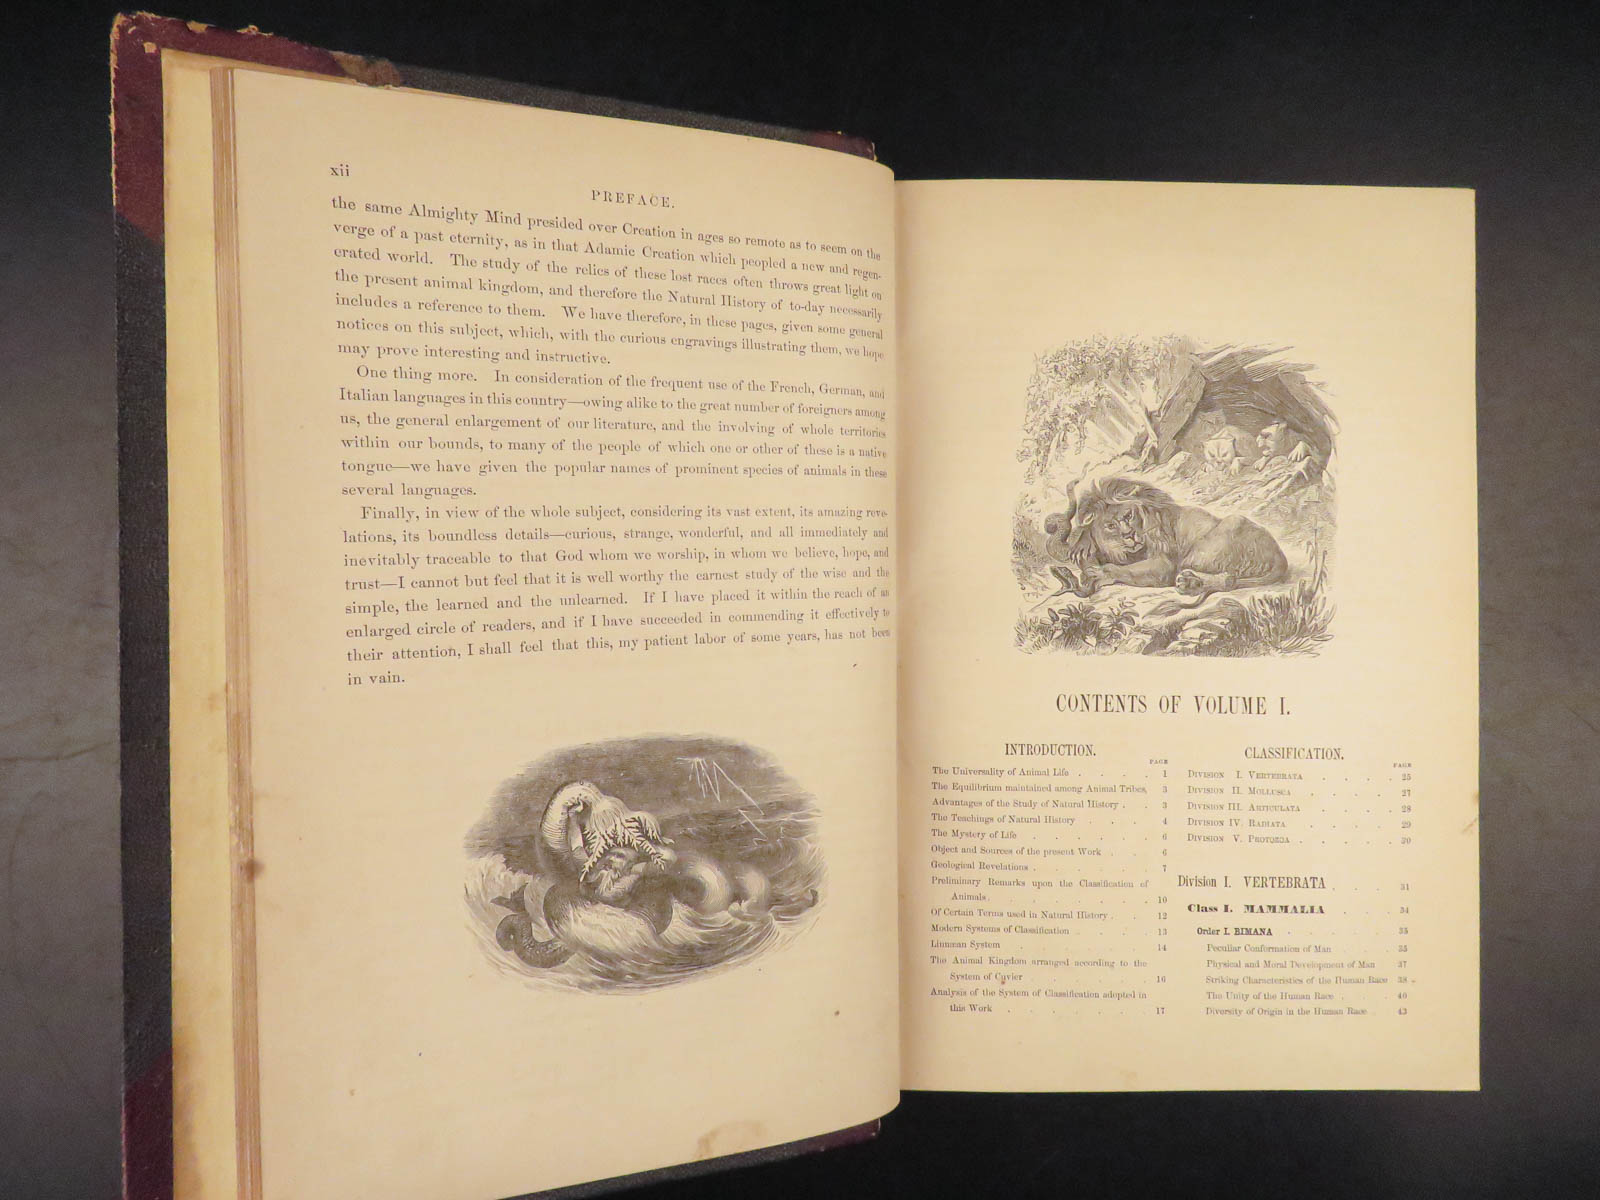 xii
PREFACE.
the same Almighty Mind presided over Creation in ages so remote as to seem on the
verge of a past eternity, as in that Adamic Creation which peopled a new and regen-
erated world. The study of the relics of these lost races often throws great light on
the present animal kingdom, and therefore the Natural History of to-day necessarily
includes a reference to them. We have therefore, in these pages, given some general
notices on this subject, which, with the curious engravings illustrating them, we hope
may prove interesting and instructive.
One thing more. In consideration of the frequent use of the French, German, and
Italian languages in this country—owing alike to the great number of foreigners among
us, the general enlargement of our literature, and the involving of whole territories
within our bounds, to many of the people of which one or other of these is a native
tongue—we have given the popular names of prominent species of animals in these
several languages.
Finally, in view of the whole subject, considering its vast extent, its amazing reve-
lations, its boundless details—curious, strange, wonderful, and all immediately and
inevitably traceable to that God whom we worship, in whom we believe, hope, and
trust—I cannot but feel that it is well worthy the earnest study of the wise and the
simple, the learned and the unlearned. If I have placed it within the reach of an
enlarged circle of readers, and if I have succeeded in commending it effectively to
their attention, I shall feel that this, my patient labor of some years, has not been
in vain.
CONTENTS OF VOLUME I.
INTRODUCTION.
PAGE
The Universality of Animal Life . . . . 1
The Equilibrium maintained among Animal Tribes, 3
Advantages of the Study of Natural History . . 3
The Teachings of Natural History . . . 4
The Mystery of Life . . . . . . 6
Object and Sources of the present Work . . . 6
Geological Revelations . . . . . . 7
Preliminary Remarks upon the Classification of
Animals . . . . . . . . 10
Of Certain Terms used in Natural History . . 12
Modern Systems of Classification . . . . 13
Linnæan System . . . . . . 14
The Animal Kingdom arranged according to the
System of Cuvier . . . . . . 16
Analysis of the System of Classification adopted in
this Work . . . . . . . 17
CLASSIFICATION.
PAGE
Division I. Vertebrata . . . . 25
Division II. Mollusca . . . . . 27
Division III. Articulata . . . . 28
Division IV. Radiata . . . . . 29
Division V. Protozoa . . . . . 30
Division I. VERTEBRATA . . . 31
Class I. MAMMALIA . . . 34
Order I. BIMANA . . . . . 35
Peculiar Conformation of Man . . . 35
Physical and Moral Development of Man 37
Striking Characteristics of the Human Race 38
The Unity of the Human Race . . . 40
Diversity of Origin in the Human Race . 43